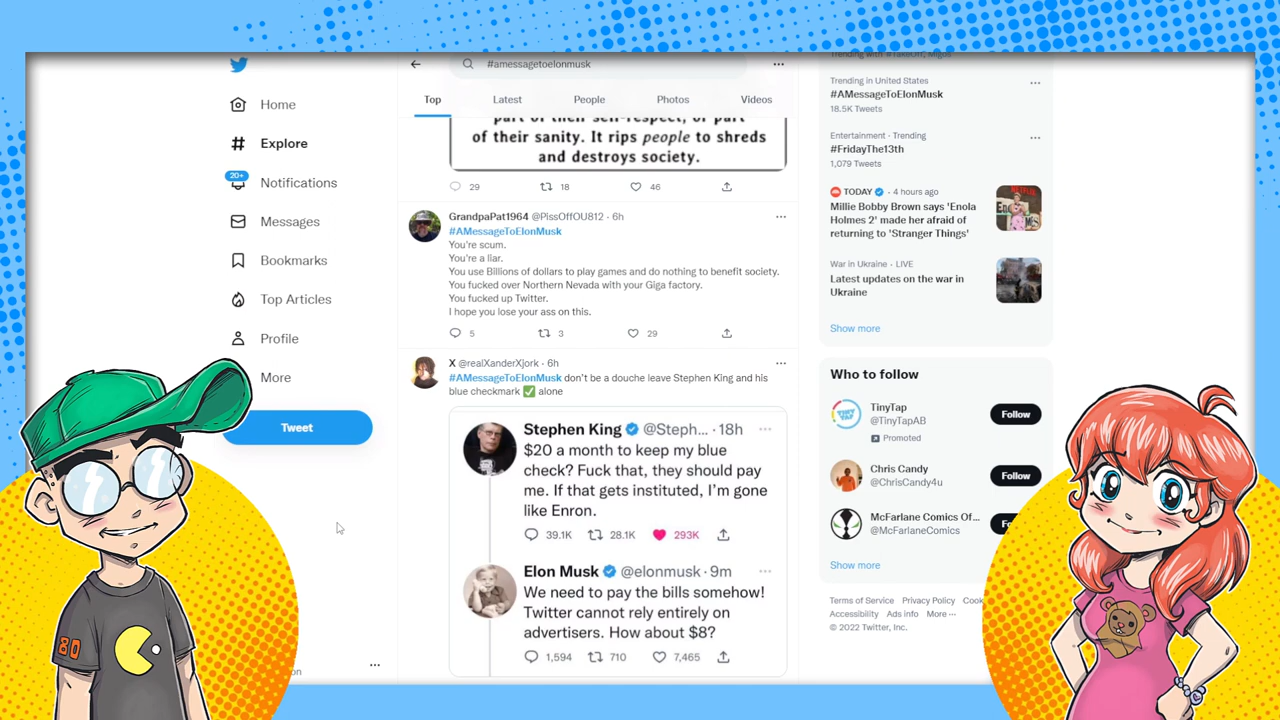 #amessagetoelonmusk
Top
Latest
People
Photos
Videos
Home
Explore
20+
Notifications
Messages
Bookmarks
Top Articles
Profile
More
Tweet
80
part of their self-respect, or part
of their sanity. It rips people to shreds
and destroys society.
29
18
46
GrandpaPat1964 @PissOffOU812 · 6h
#AMessageToElonMusk
You're scum.
You're a liar.
You use Billions of dollars to play games and do nothing to benefit society.
You fucked over Northern Nevada with your Giga factory.
You fucked up Twitter.
I hope you lose your ass on this.
5
3
29
X @realXanderXjork · 6h
#AMessageToElonMusk don't be a douche leave Stephen King and his
blue checkmark ✅ alone
Stephen King @Steph... · 18h
$20 a month to keep my blue
check? Fuck that, they should pay
me. If that gets instituted, I'm gone
like Enron.
39.1K
28.1K
293K
Elon Musk @elonmusk · 9m
We need to pay the bills somehow!
Twitter cannot rely entirely on
advertisers. How about $8?
1,594
710
7,465
Trending in United States
#AMessageToElonMusk
18.5K Tweets
Entertainment · Trending
#FridayThe13th
1,079 Tweets
TODAY · 4 hours ago
Millie Bobby Brown says 'Enola
Holmes 2' made her afraid of
returning to 'Stranger Things'
War in Ukraine · LIVE
Latest updates on the war in
Ukraine
Show more
Who to follow
TinyTap
@TinyTapAB
Promoted
Follow
Chris Candy
@ChrisCandy4u
Follow
McFarlane Comics Of...
@McFarlaneComics
Show more
Terms of Service Privacy Policy Cook
Accessibility Ads info More ···
© 2022 Twitter, Inc.